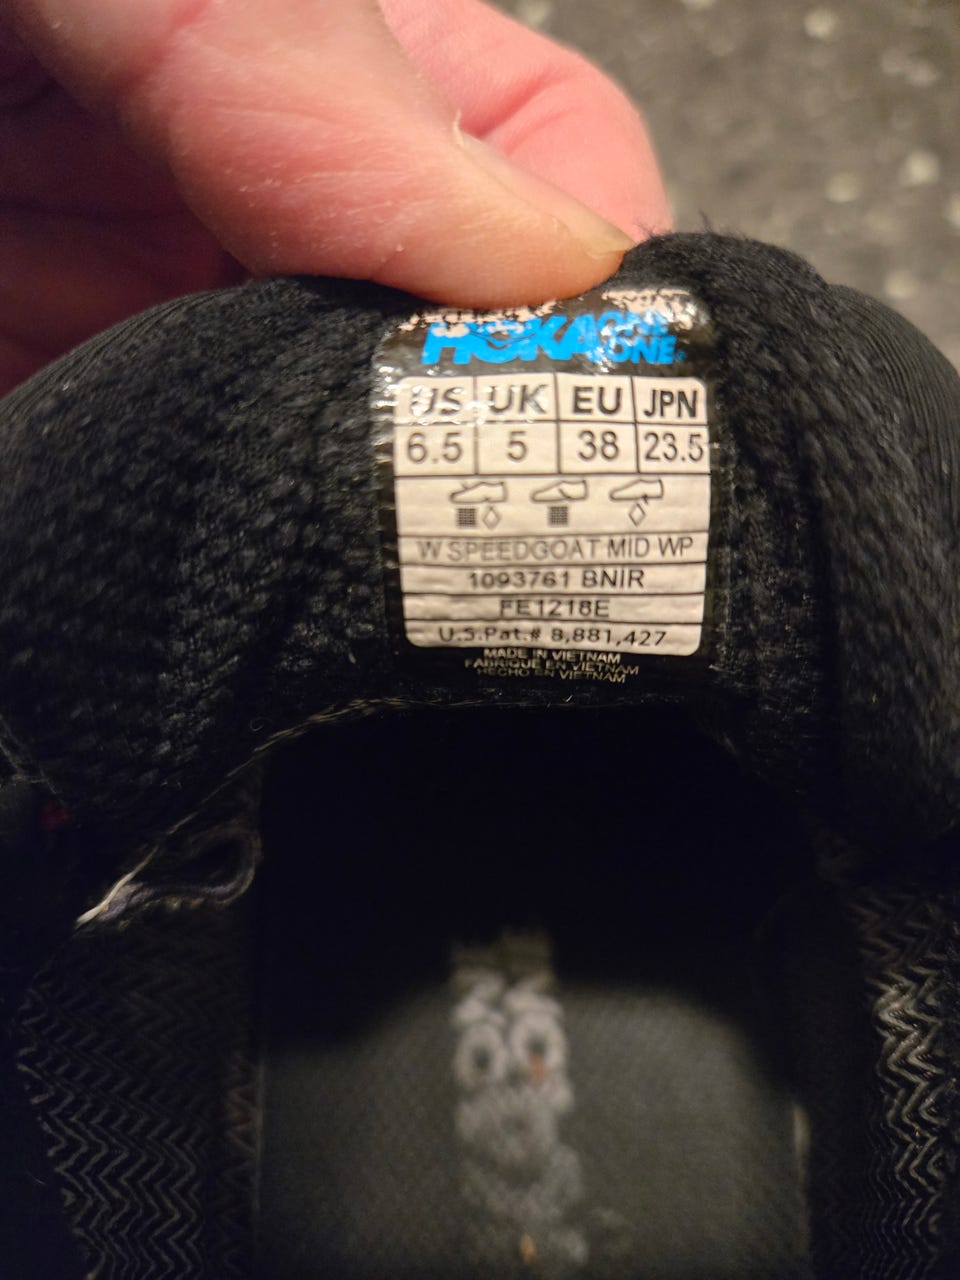 HOKA ONE ONE®
US UK EU JPN
6.5 5 38 23.5
W SPEEDGOAT MID WP
1093761 BNIR
FE1218E
U.S.Pat.# 8,881,427
MADE IN VIETNAM
FABRIQUE EN VIETNAM
HECHO EN VIETNAM